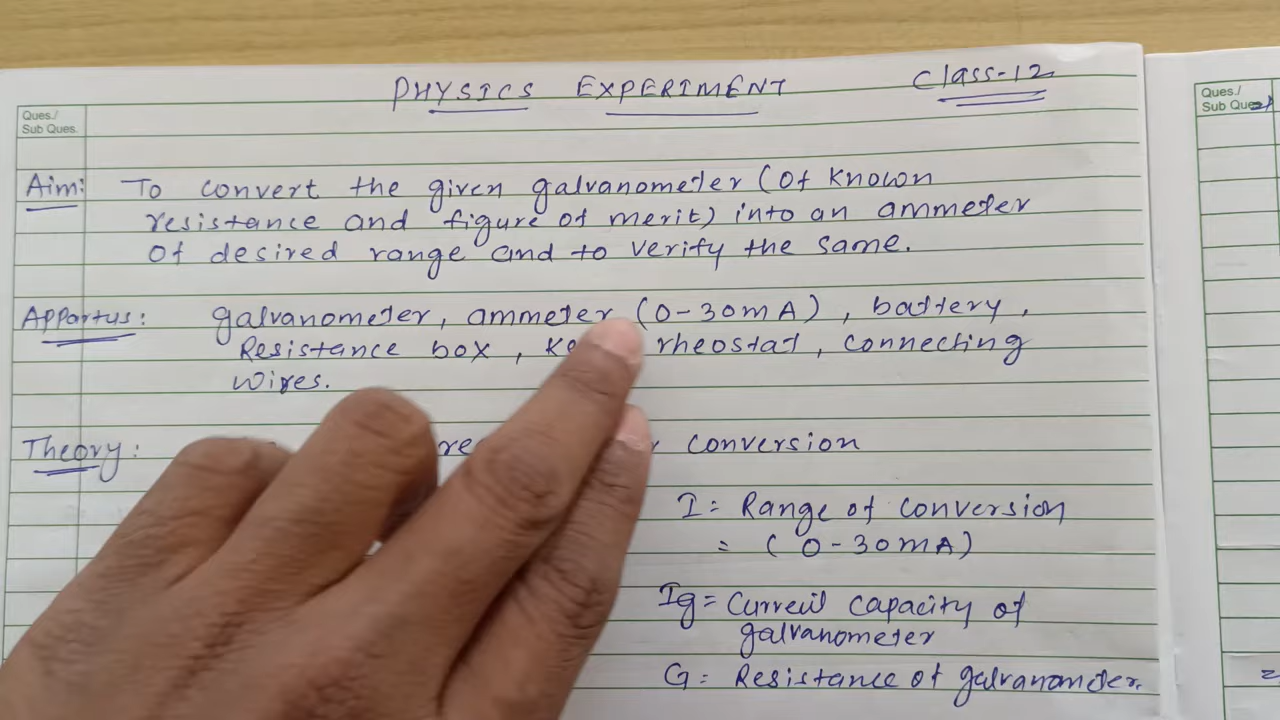 PHYSICS EXPERIMENT Class-12
Ques./
Sub Ques.
Ques./
Sub Ques.
Aim: To convert the given galvanometer (of known
resistance and figure of merit) into an ammeter
of desired range and to verify the same.
Appartus: galvanometer, ammeter (0-30mA), battery,
Resistance box, rheostat, connecting
wires.
Theory: conversion
I = Range of conversion
= (0-30mA)
Ig = Current capacity of
galvanometer
G = Resistance of galvanometer.